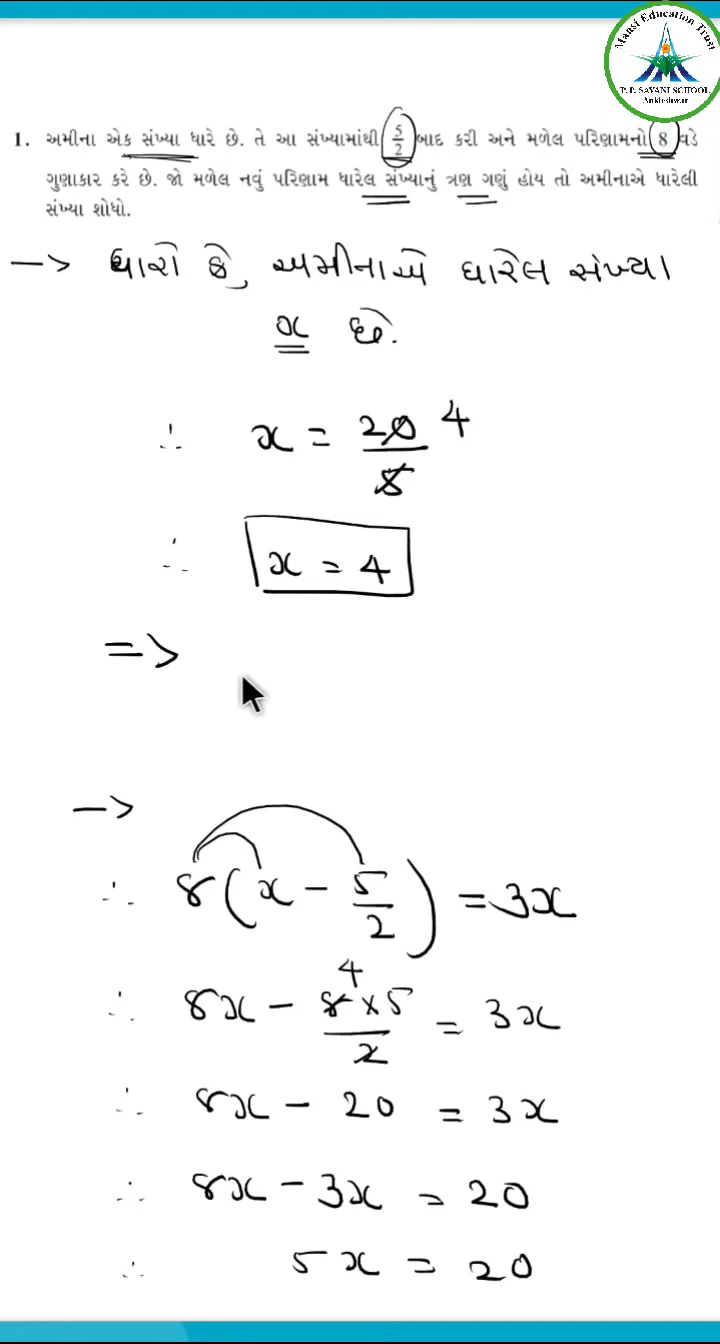 Mansi Education Trust
P. P. SAVANI SCHOOL
Ankleshwar
1. અમીના એક સંખ્યા ધારે છે. તે આ સંખ્યામાંથી 5/2 બાદ કરી અને મળેલ પરિણામનો 8 વડે
ગુણાકાર કરે છે. જો મળેલ નવું પરિણામ ધારેલ સંખ્યાનું ત્રણ ગણું હોય તો અમીનાએ ધારેલી
સંખ્યા શોધો.
—> ધારો કે, અમીનાએ ધારેલ સંખ્યા
x છે.
∴ x = 20/5 4
∴ x = 4
=>
—>
∴ 8(x - 5/2) = 3x
∴ 8x - 8 × 5/2 = 3x 4
∴ 8x - 20 = 3x
∴ 8x - 3x = 20
∴ 5x = 20